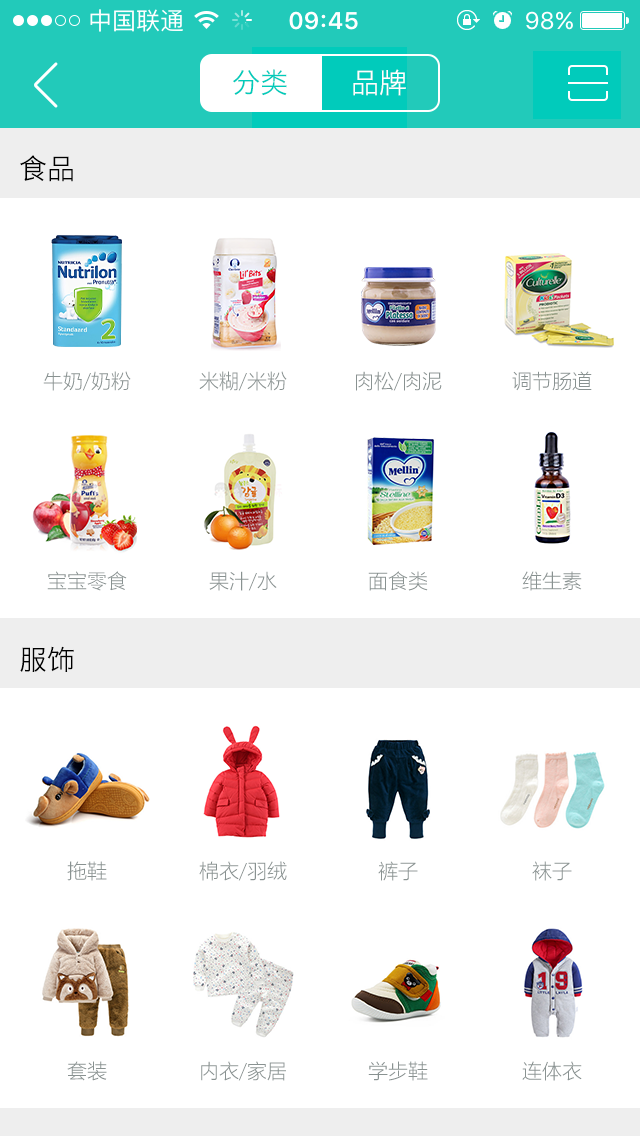 中国联通 09:45 98%
分类 品牌
食品
NUTRICIA
Nutrilon
Pronutra
Standaard
2
Lil' Bits
Mellin
Platessa
Culturelle
牛奶/奶粉 米糊/米粉 肉松/肉泥 调节肠道
Puffs
감귤
Mellin
Stelline
CHILDLIFE
Vitamin D3
宝宝零食 果汁/水 面食类 维生素
服饰
拖鞋 棉衣/羽绒 裤子 袜子
19
套装 内衣/家居 学步鞋 连体衣